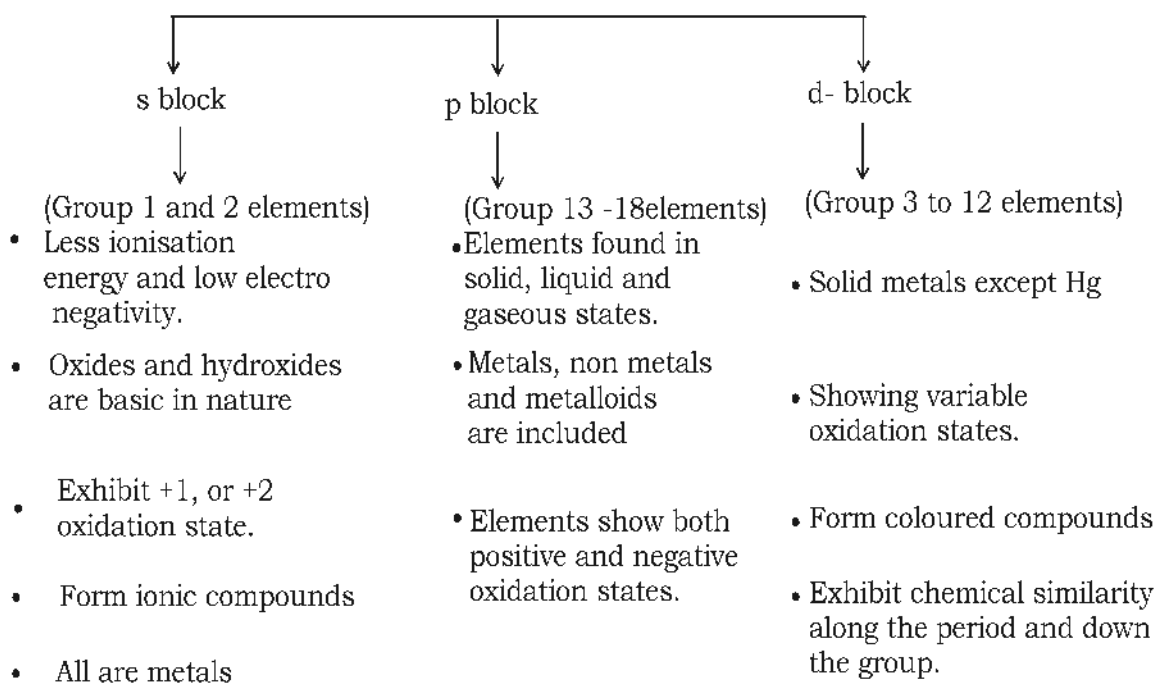 s block
(Group 1 and 2 elements)
• Less ionisation
energy and low electro
negativity.
• Oxides and hydroxides
are basic in nature
• Exhibit +1, or +2
oxidation state.
• Form ionic compounds
• All are metals
p block
(Group 13 -18elements)
• Elements found in
solid, liquid and
gaseous states.
• Metals, non metals
and metalloids
are included
• Elements show both
positive and negative
oxidation states.
d- block
(Group 3 to 12 elements)
• Solid metals except Hg
• Showing variable
oxidation states.
• Form coloured compounds
• Exhibit chemical similarity
along the period and down
the group.